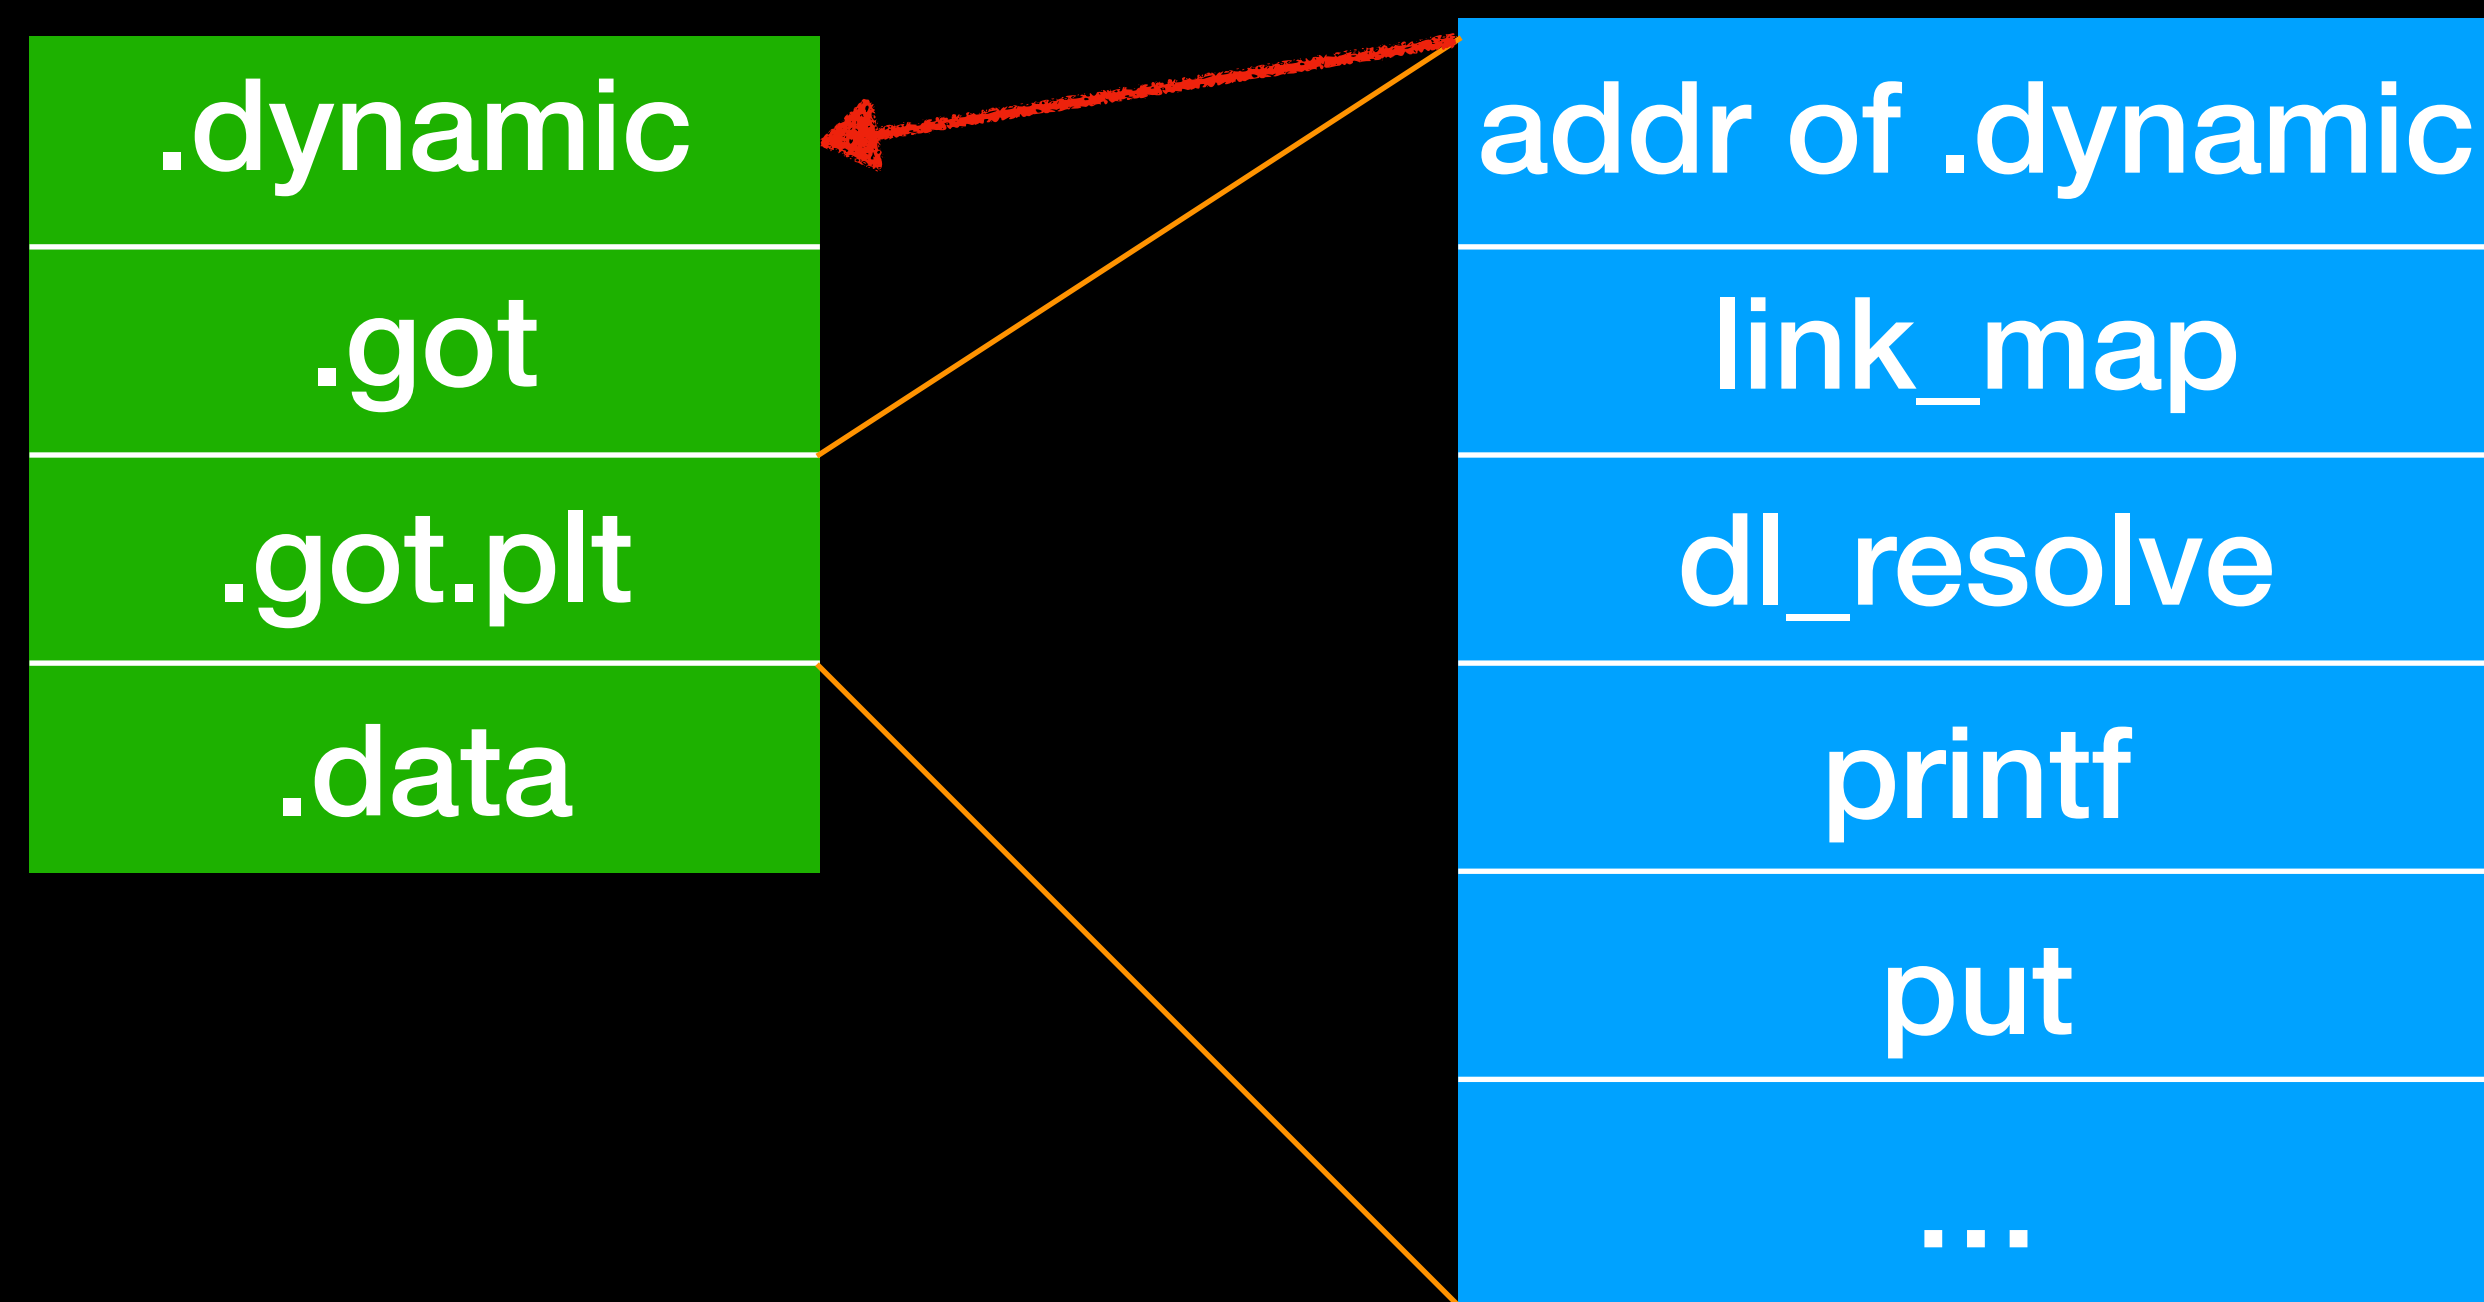 .dynamic
.got
.got.plt
.data
addr of .dynamic
link_map
dl_resolve
printf
put
...